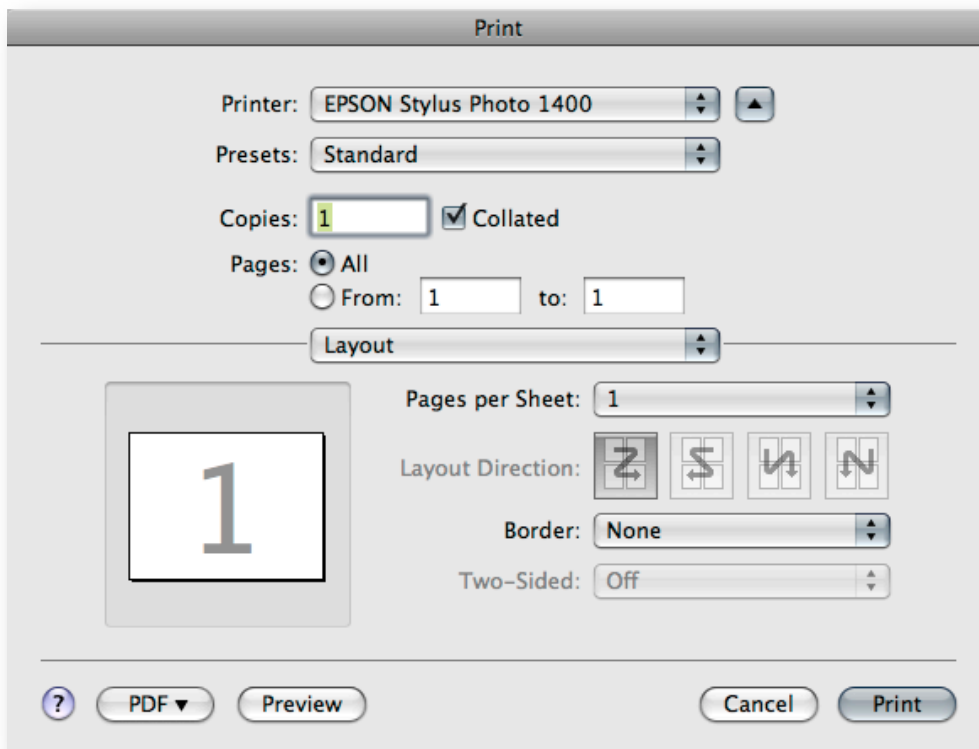 Print
Printer: EPSON Stylus Photo 1400
Presets: Standard
Copies: 1 Collated
Pages: All
From: 1 to: 1
Layout
Pages per Sheet: 1
1
Layout Direction:
Border: None
Two-Sided: Off
? PDF Preview Cancel Print